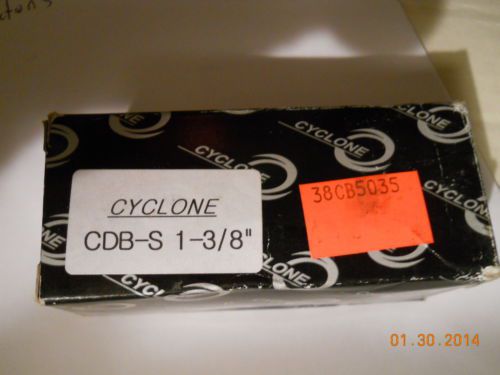 CYCLONE
CYCLONE
38CB5035
CYCLONE
CDB-S 1-3/8"
CYCLONE
CYCLONE
01.30.2014